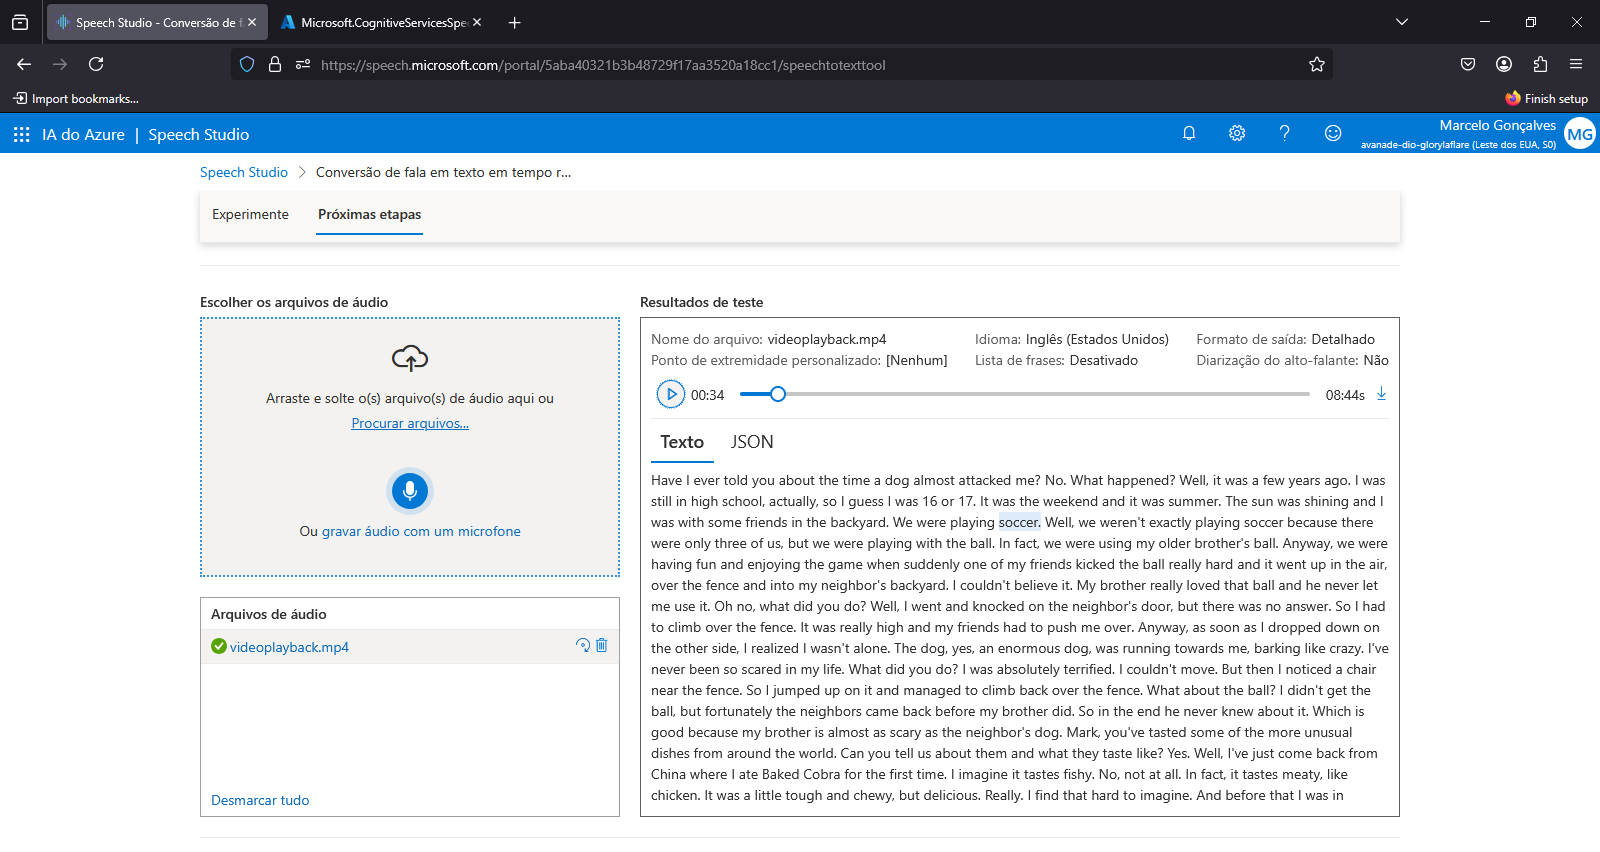 Speech Studio - Conversão de f
Microsoft.CognitiveServicesSpe
https://speech.microsoft.com/portal/5aba40321b3b48729f17aa3520a18cc1/speechtotexttool
Import bookmarks...
Finish setup
IA do Azure | Speech Studio
Marcelo Gonçalves
avanade-dio-glorylaflare (Leste dos EUA, S0)
MG
Speech Studio > Conversão de fala em texto em tempo r...
Experimente
Próximas etapas
Escolher os arquivos de áudio
Arraste e solte o(s) arquivo(s) de áudio aqui ou
Procurar arquivos...
Ou gravar áudio com um microfone
Arquivos de áudio
videoplayback.mp4
Desmarcar tudo
Resultados de teste
Nome do arquivo: videoplayback.mp4 Idioma: Inglês (Estados Unidos) Formato de saída: Detalhado
Ponto de extremidade personalizado: [Nenhum] Lista de frases: Desativado Diarização do alto-falante: Não
00:34 08:44s
Texto JSON
Have I ever told you about the time a dog almost attacked me? No. What happened? Well, it was a few years ago. I was
still in high school, actually, so I guess I was 16 or 17. It was the weekend and it was summer. The sun was shining and I
was with some friends in the backyard. We were playing soccer. Well, we weren't exactly playing soccer because there
were only three of us, but we were playing with the ball. In fact, we were using my older brother's ball. Anyway, we were
having fun and enjoying the game when suddenly one of my friends kicked the ball really hard and it went up in the air,
over the fence and into my neighbor's backyard. I couldn't believe it. My brother really loved that ball and he never let
me use it. Oh no, what did you do? Well, I went and knocked on the neighbor's door, but there was no answer. So I had
to climb over the fence. It was really high and my friends had to push me over. Anyway, as soon as I dropped down on
the other side, I realized I wasn't alone. The dog, yes, an enormous dog, was running towards me, barking like crazy. I've
never been so scared in my life. What did you do? I was absolutely terrified. I couldn't move. But then I noticed a chair
near the fence. So I jumped up on it and managed to climb back over the fence. What about the ball? I didn't get the
ball, but fortunately the neighbors came back before my brother did. So in the end he never knew about it. Which is
good because my brother is almost as scary as the neighbor's dog. Mark, you've tasted some of the more unusual
dishes from around the world. Can you tell us about them and what they taste like? Yes. Well, I've just come back from
China where I ate Baked Cobra for the first time. I imagine it tastes fishy. No, not at all. In fact, it tastes meaty, like
chicken. It was a little tough and chewy, but delicious. Really. I find that hard to imagine. And before that I was in